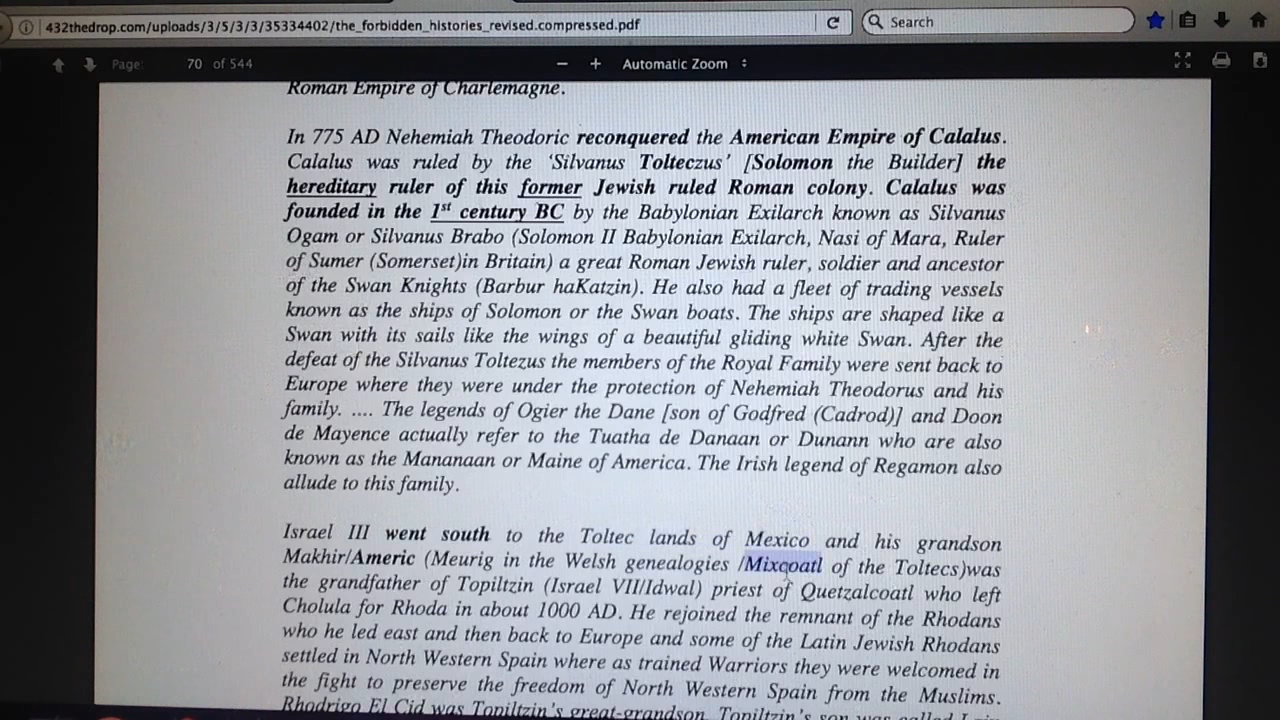 432thedrop.com/uploads/3/5/3/3/35334402/the_forbidden_histories_revised.compressed.pdf
Search
Page: 70 of 544
Automatic Zoom
Roman Empire of Charlemagne.
In 775 AD Nehemiah Theodoric reconquered the American Empire of Calalus.
Calalus was ruled by the ‘Silvanus Tolteczus’ [Solomon the Builder] the
hereditary ruler of this former Jewish ruled Roman colony. Calalus was
founded in the 1st century BC by the Babylonian Exilarch known as Silvanus
Ogam or Silvanus Brabo (Solomon II Babylonian Exilarch, Nasi of Mara, Ruler
of Sumer (Somerset)in Britain) a great Roman Jewish ruler, soldier and ancestor
of the Swan Knights (Barbur haKatzin). He also had a fleet of trading vessels
known as the ships of Solomon or the Swan boats. The ships are shaped like a
Swan with its sails like the wings of a beautiful gliding white Swan. After the
defeat of the Silvanus Toltezus the members of the Royal Family were sent back to
Europe where they were under the protection of Nehemiah Theodorus and his
family. .... The legends of Ogier the Dane [son of Godfred (Cadrod)] and Doon
de Mayence actually refer to the Tuatha de Danaan or Dunann who are also
known as the Mananaan or Maine of America. The Irish legend of Regamon also
allude to this family.
Israel III went south to the Toltec lands of Mexico and his grandson
Makhir/Americ (Meurig in the Welsh genealogies /Mixcoatl of the Toltecs)was
the grandfather of Topiltzin (Israel VII/Idwal) priest of Quetzalcoatl who left
Cholula for Rhoda in about 1000 AD. He rejoined the remnant of the Rhodans
who he led east and then back to Europe and some of the Latin Jewish Rhodans
settled in North Western Spain where as trained Warriors they were welcomed in
the fight to preserve the freedom of North Western Spain from the Muslims.
Rhodrigo El Cid was Topiltzin's great-grandson. Topiltzin's son was called